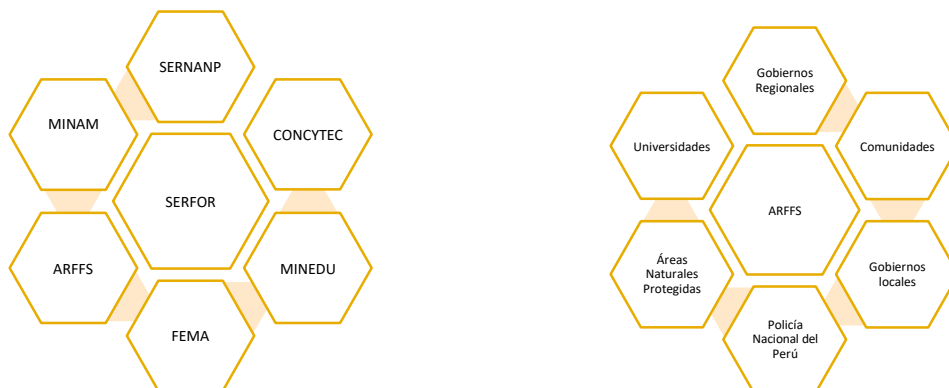 SERNANP
MINAM
CONCYTEC
SERFOR
ARFFS
MINEDU
FEMA
Gobiernos
Regionales
Universidades
Comunidades
ARFFS
Áreas
Naturales
Protegidas
Gobiernos
locales
Policía
Nacional del
Perú